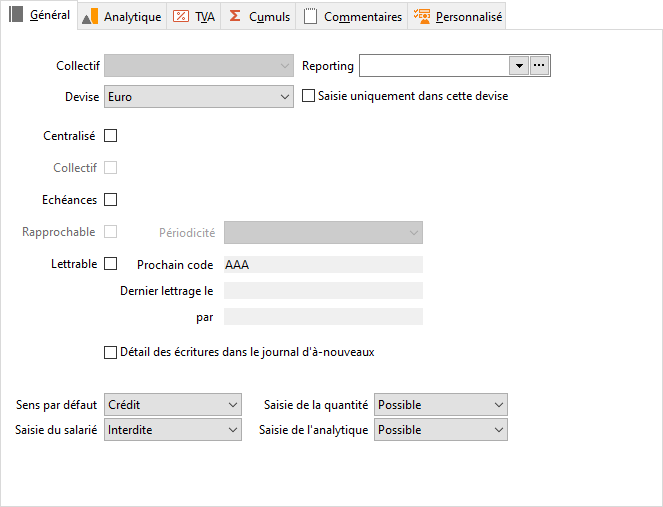 Général Analytique TVA Cumuls Commentaires Personnalisé
Collectif Reporting
Devise Euro Saisie uniquement dans cette devise
Centralisé
Collectif
Echéances
Rapprochable Périodicité
Lettrable Prochain code AAA
Dernier lettrage le
par
Détail des écritures dans le journal d'à-nouveaux
Sens par défaut Crédit Saisie de la quantité Possible
Saisie du salarié Interdite Saisie de l'analytique Possible